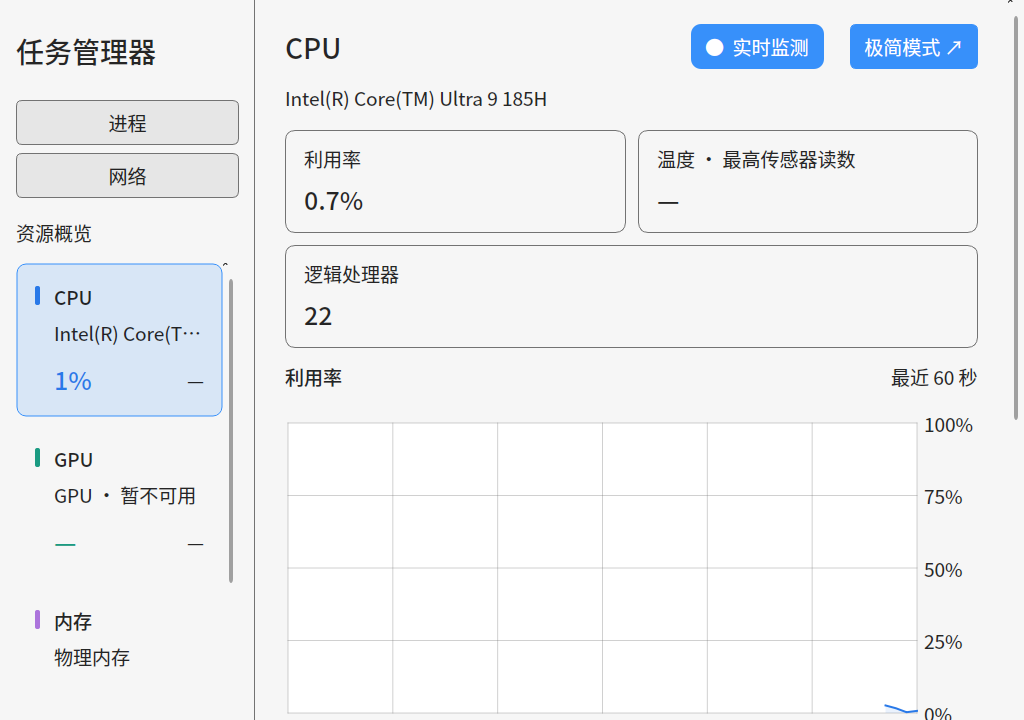 任务管理器
进程
网络
资源概览
CPU
Intel(R) Core(T…
1%
—
GPU
GPU · 暂不可用
—
—
内存
物理内存
CPU
实时监测
极简模式 ↗
Intel(R) Core(TM) Ultra 9 185H
利用率
0.7%
温度 · 最高传感器读数
—
逻辑处理器
22
利用率
最近 60 秒
100%
75%
50%
25%
0%